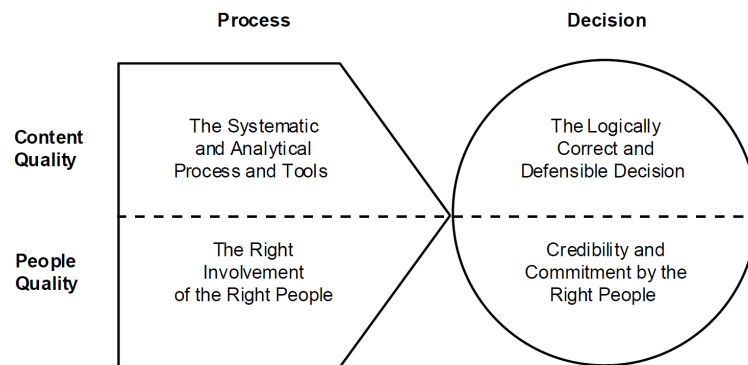 Process
Decision
Content
Quality
The Systematic
and Analytical
Process and Tools
The Logically
Correct and
Defensible Decision
People
Quality
The Right
Involvement
of the Right People
Credibility and
Commitment by the
Right People